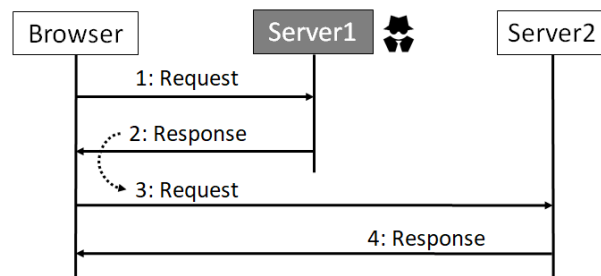 Browser
Server1
Server2
1: Request
2: Response
3: Request
4: Response